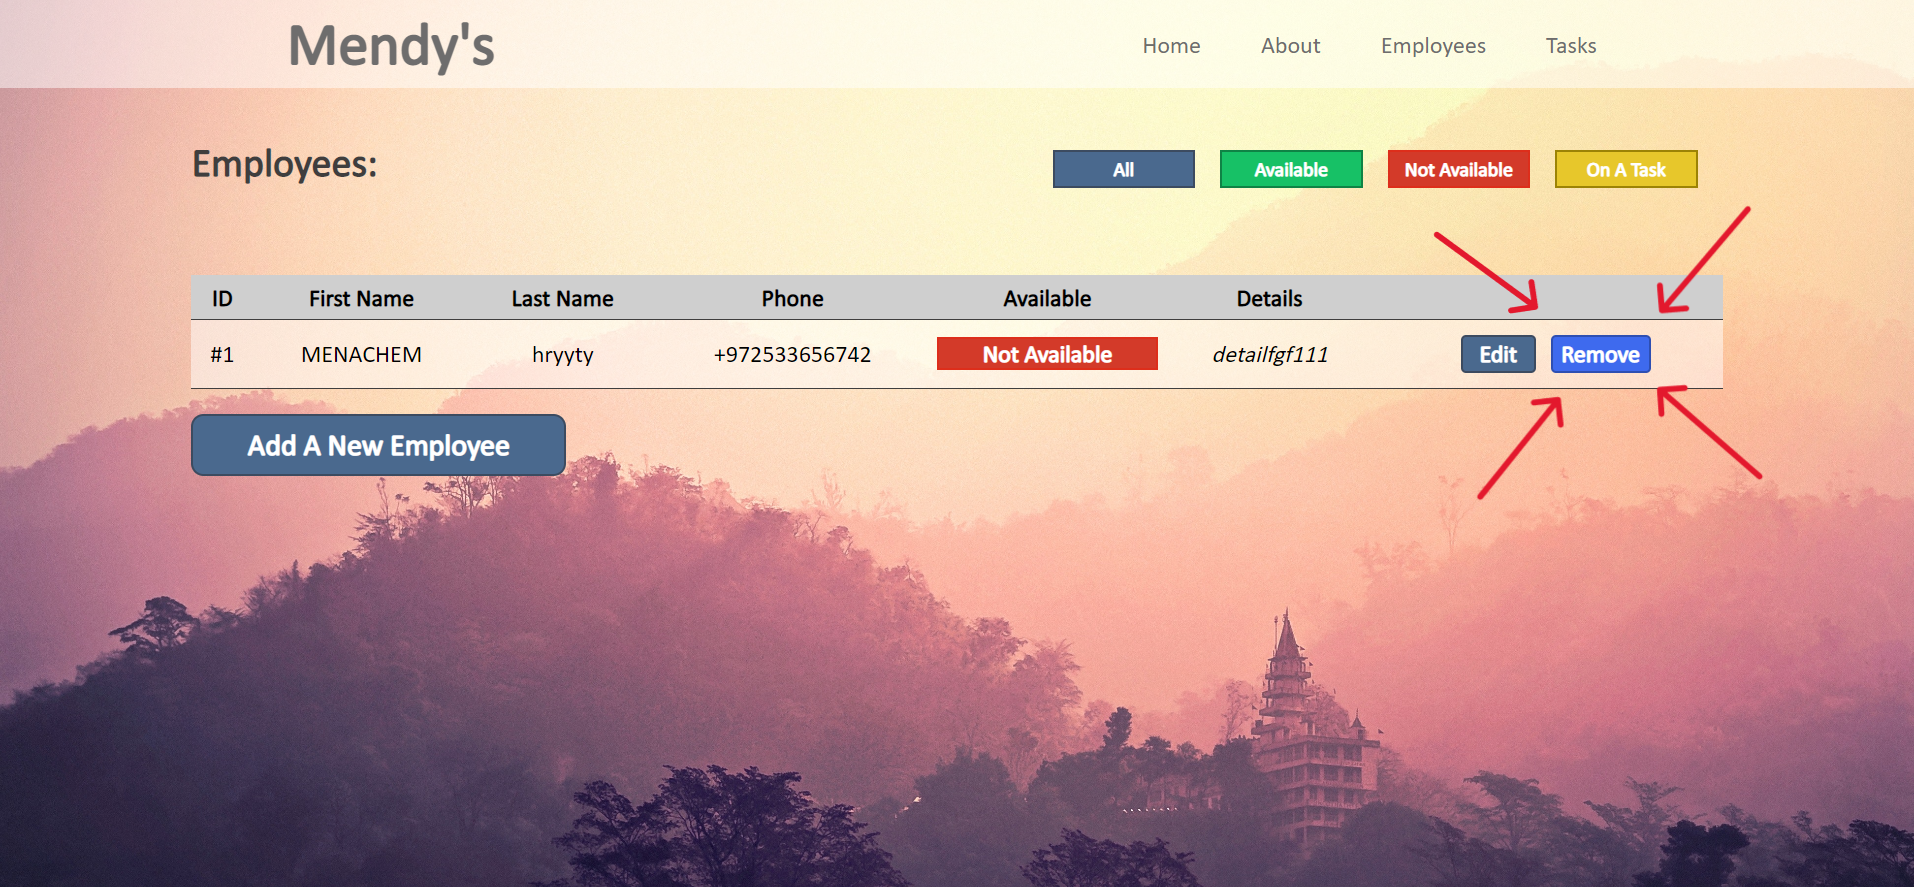 Mendy's
Home About Employees Tasks
Employees:
All Available Not Available On A Task
ID First Name Last Name Phone Available Details
#1 MENACHEM hryyty +972533656742 Not Available detailfgf111 Edit Remove
Add A New Employee